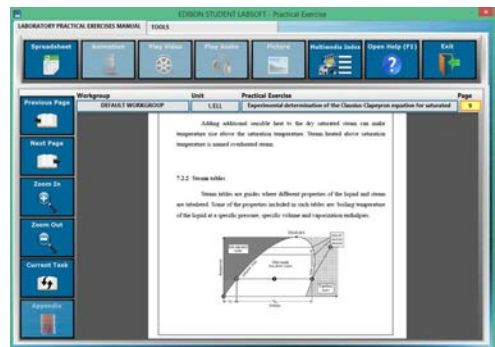 EDIBON STUDENT LABSOFT - Practical Exercise
LABORATORY PRACTICAL EXERCISES MANUAL TOOLS
Spreadsheet Animation Play Video Play Audio Picture Multimedia Index Open Help (F1) Exit
Workgroup Unit Practical Exercise Page
DEFAULT WORKGROUP Experimental determination of the Clausius Clapeyron equation for saturated 9
Previous Page
Next Page
Zoom In
Zoom Out
Current Task
Appendix
Adding additional sensible heat to the dry saturated steam can make
temperature rise above the saturation temperature. Steam heated above saturation
temperature is named overheated steam.
7.2.2 Steam tables
Steam tables are guides where different properties of the liquid and steam
are tabulated. Some of the properties included in such tables are: boiling temperature
of the liquid at a specific pressure, specific volume and vaporization enthalpies.